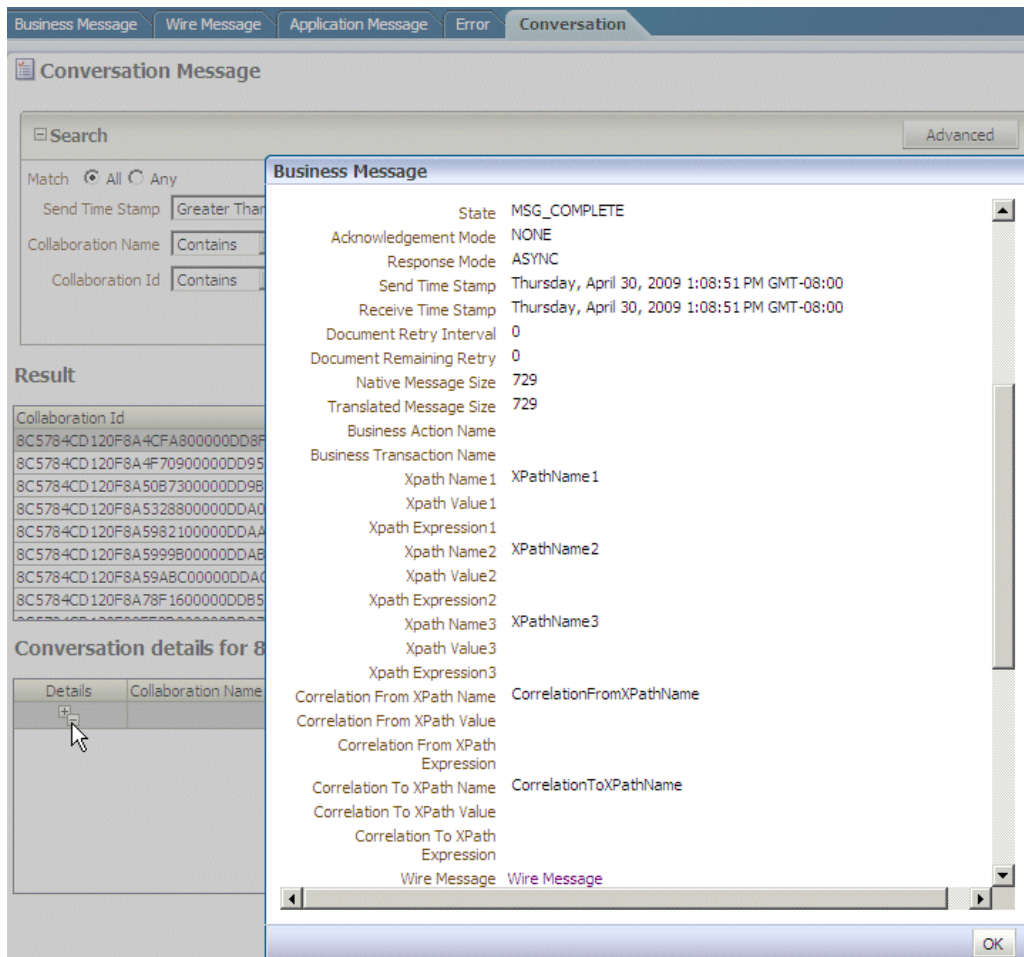 Business Message Wire Message Application Message Error Conversation
Conversation Message
Search Advanced
Match All Any
Send Time Stamp Greater Than
Collaboration Name Contains
Collaboration Id Contains
Result
Collaboration Id
8C5784CD120F8A4CFA800000DD8F
8C5784CD120F8A4F70900000DD95
8C5784CD120F8A50B7300000DD9B
8C5784CD120F8A5328800000DDA0
8C5784CD120F8A5982100000DDAA
8C5784CD120F8A5999B00000DDAB
8C5784CD120F8A59ABC00000DDAC
8C5784CD120F8A78F1600000DDB5
Conversation details for 8
Details Collaboration Name
Business Message
State MSG_COMPLETE
Acknowledgement Mode NONE
Response Mode ASYNC
Send Time Stamp Thursday, April 30, 2009 1:08:51 PM GMT-08:00
Receive Time Stamp Thursday, April 30, 2009 1:08:51 PM GMT-08:00
Document Retry Interval 0
Document Remaining Retry 0
Native Message Size 729
Translated Message Size 729
Business Action Name
Business Transaction Name
Xpath Name1 XPathName1
Xpath Value1
Xpath Expression1
Xpath Name2 XPathName2
Xpath Value2
Xpath Expression2
Xpath Name3 XPathName3
Xpath Value3
Xpath Expression3
Correlation From XPath Name CorrelationFromXPathName
Correlation From XPath Value
Correlation From XPath
Expression
Correlation To XPath Name CorrelationToXPathName
Correlation To XPath Value
Correlation To XPath
Expression
Wire Message Wire Message
OK